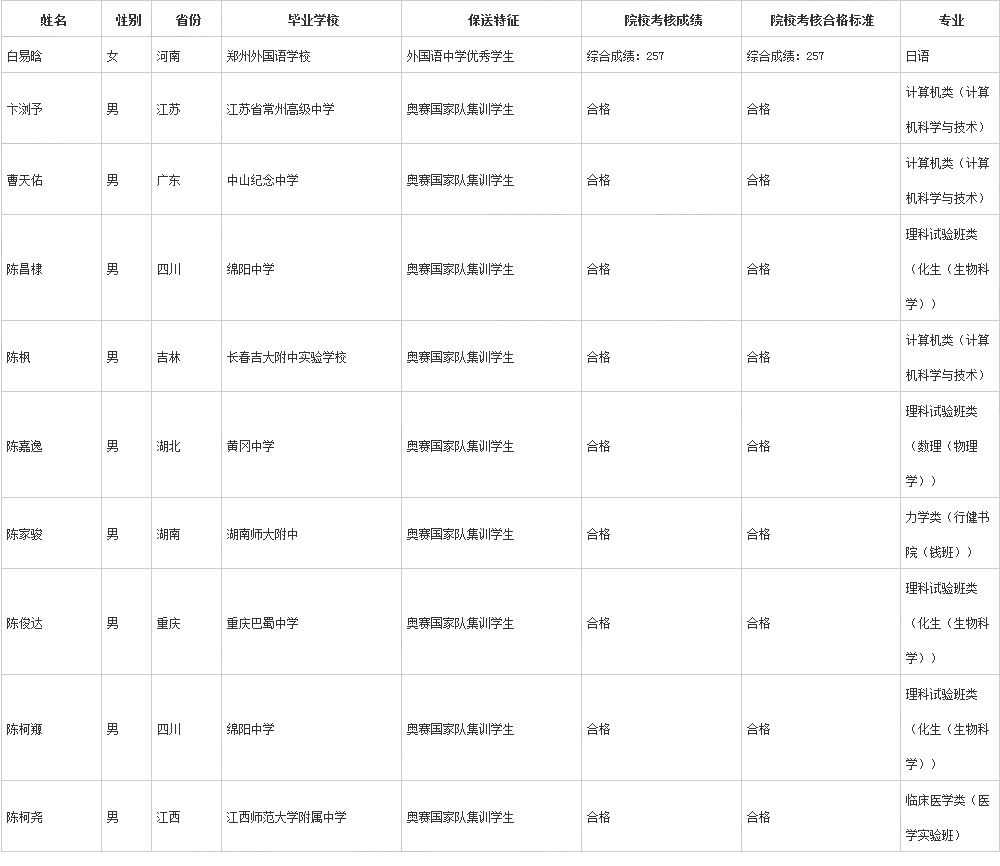 姓名 性别 省份 毕业学校 保送特征 院校考核成绩 院校考核合格标准 专业
白易晗 女 河南 郑州外国语学校 外国语中学优秀学生 综合成绩：257 综合成绩：257 日语
卞浏予 男 江苏 江苏省常州高级中学 奥赛国家队集训学生 合格 合格 计算机类（计算
机科学与技术）
曹天佑 男 广东 中山纪念中学 奥赛国家队集训学生 合格 合格 计算机类（计算
机科学与技术）
陈昌棣 男 四川 绵阳中学 奥赛国家队集训学生 合格 合格 理科试验班类
（化生（生物科
学））
陈枫 男 吉林 长春吉大附中实验学校 奥赛国家队集训学生 合格 合格 计算机类（计算
机科学与技术）
陈嘉逸 男 湖北 黄冈中学 奥赛国家队集训学生 合格 合格 理科试验班类
（数理（物理
学））
陈家骏 男 湖南 湖南师大附中 奥赛国家队集训学生 合格 合格 力学类（行健书
院（钱班））
陈俊达 男 重庆 重庆巴蜀中学 奥赛国家队集训学生 合格 合格 理科试验班类
（化生（生物科
学））
陈柯翰 男 四川 绵阳中学 奥赛国家队集训学生 合格 合格 理科试验班类
（化生（生物科
学））
陈柯尧 男 江西 江西师范大学附属中学 奥赛国家队集训学生 合格 合格 临床医学类（医
学实验班）